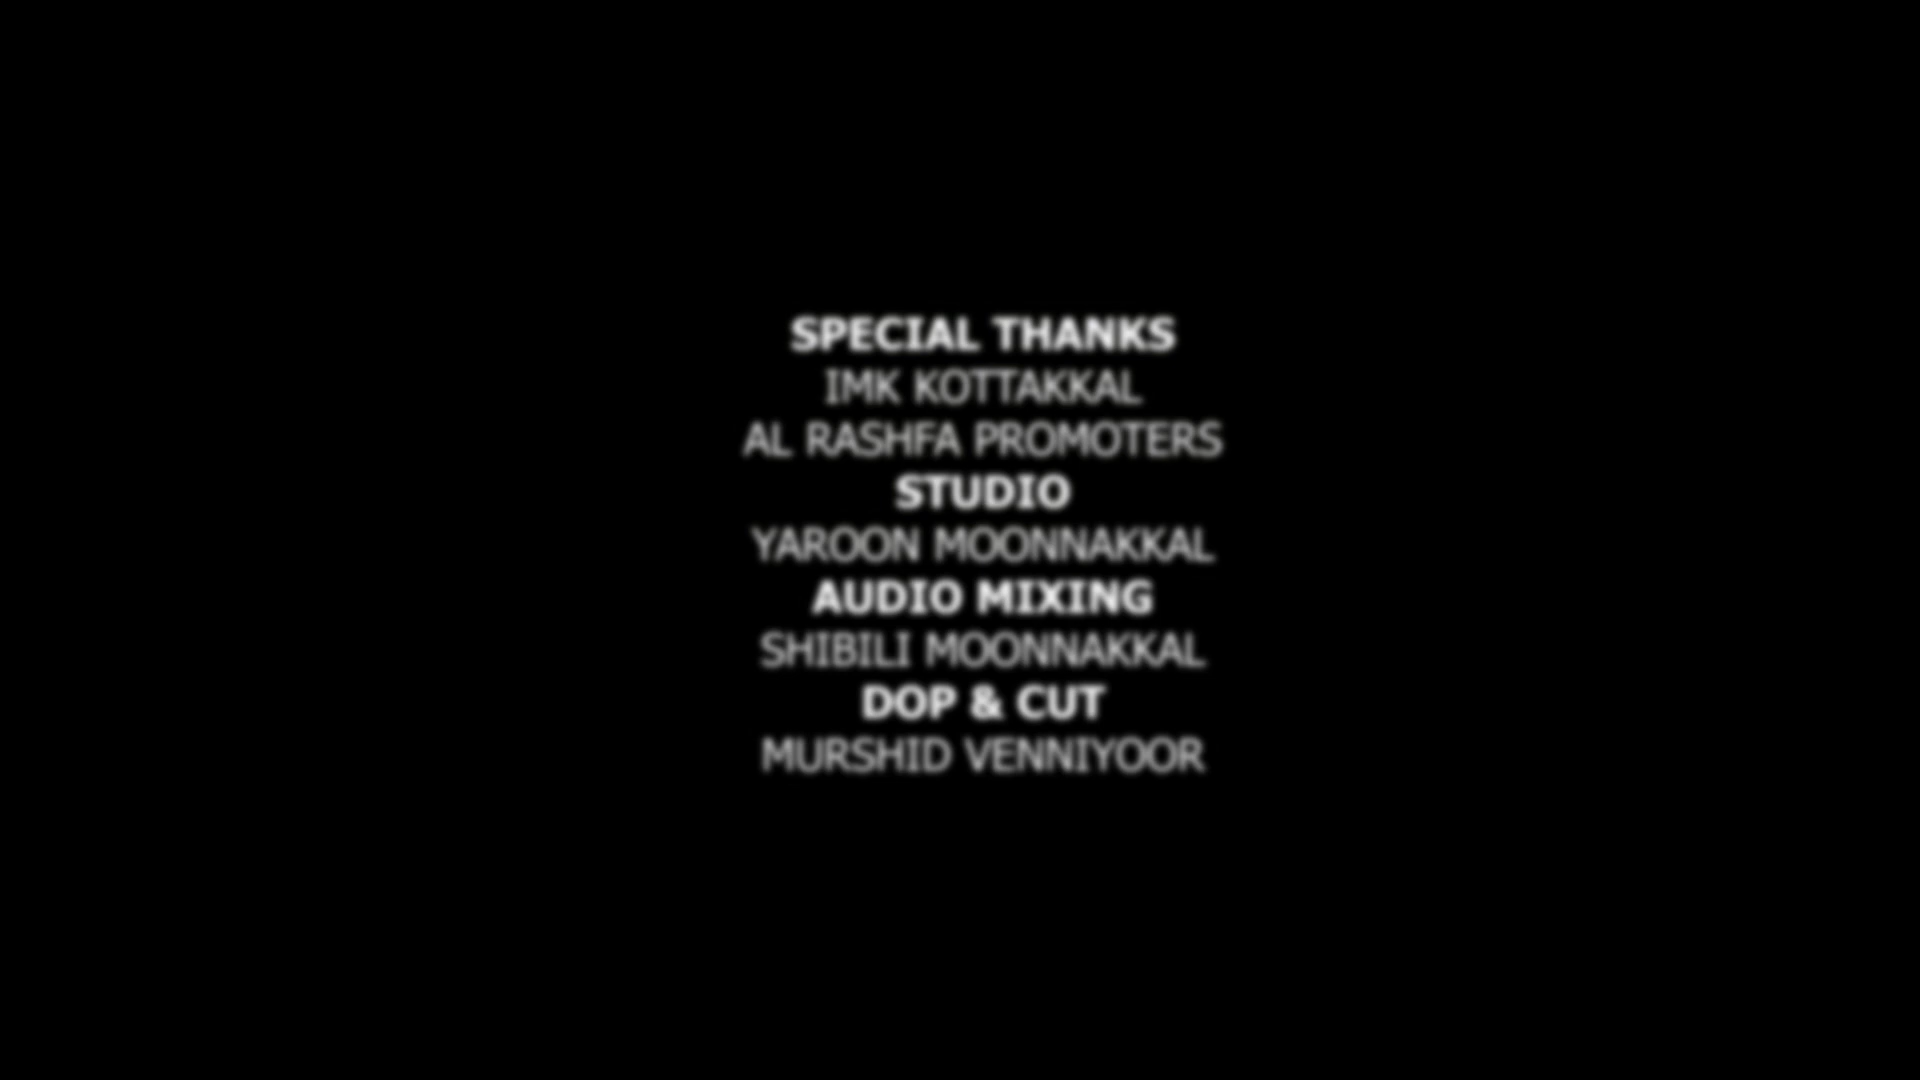 SPECIAL THANKS
IMK KOTTAKKAL
AL RASHFA PROMOTERS
STUDIO
YAROON MOONNAKKAL
AUDIO MIXING
SHIBILI MOONNAKKAL
DOP & CUT
MURSHID VENNIYOOR